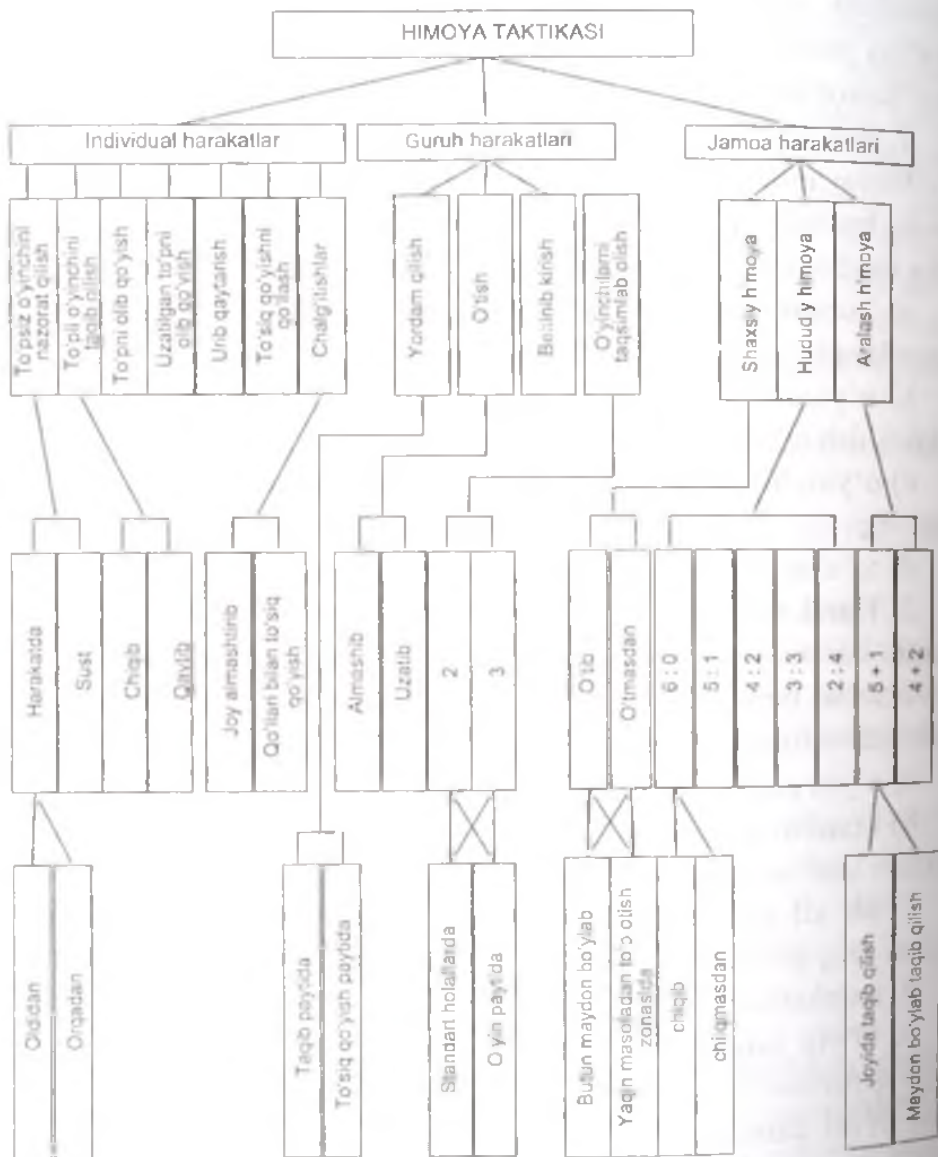 HIMOYA TAKTIKASI
Individual harakatlar
Guruh harakatlari
Jamoa harakatlari
To'psiz o'yinchini
nazorat qilish
To'pli o'yinchini
taqib qilish
To'pni olib qo'yish
Uzatilgan to'pni
olib qo'yish
Urib qaytarish
To'siq qo'yishni
qo'llash
Chalg'itishlar
Yordam qilish
O'tish
Bekinib kirish
O'yinchilarni
taqsimlab olish
Shaxsiy himoya
Hududiy himoya
Aralash himoya
Harakatda
Sust
Chiqib
Qaytib
Joy almashtirib
Qo'llari bilan to'siq
qo'yish
Almashib
Uzatib
2
3
O'tib
O'tmasdan
6 : 0
5 : 1
4 : 2
3 : 3
2 : 4
5 + 1
4 + 2
Oldidan
Orqadan
Taqib paytida
To'siq qo'yish paytida
Standart holatlarda
O'yin paytida
Butun maydon bo'ylab
Yaqin masofadan to'p otish
zonasida
chiqib
chiqmasdan
Joyida taqib qilish
Maydon bo'ylab taqib qilish